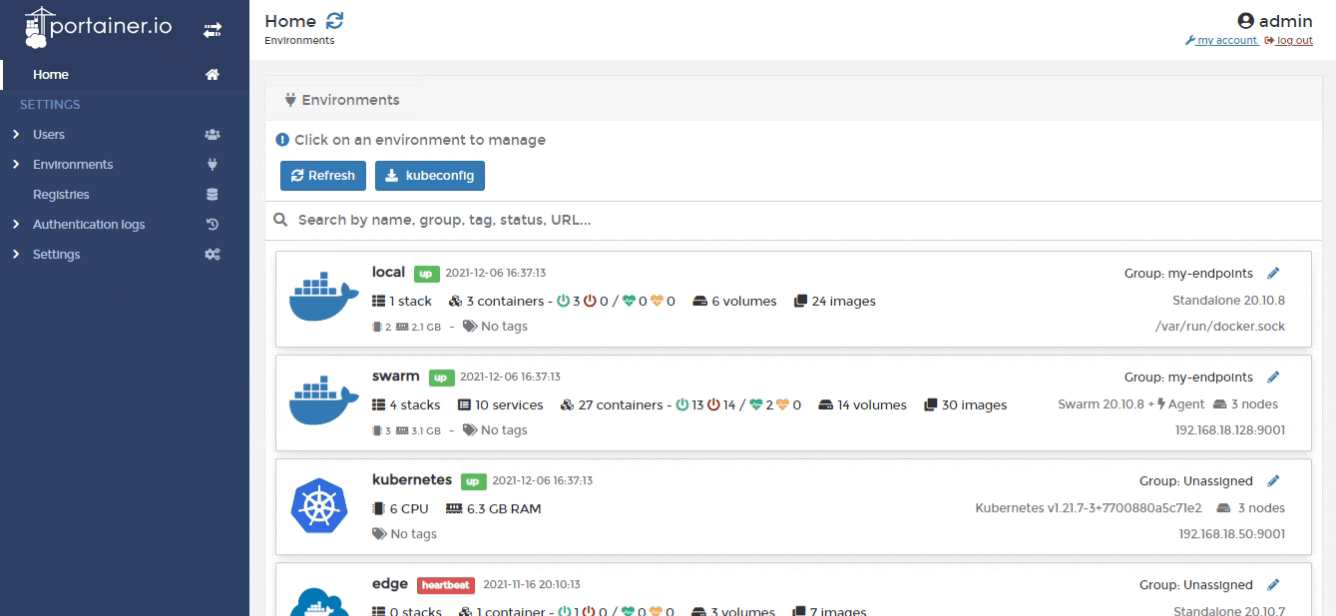 portainer.io
Home
SETTINGS
Users
Environments
Registries
Authentication logs
Settings
Home
Environments
admin
my account log out
Environments
Click on an environment to manage
Refresh kubeconfig
Search by name, group, tag, status, URL...
local up 2021-12-06 16:37:13 Group: my-endpoints
1 stack 3 containers - 3 0 / 0 0 6 volumes 24 images Standalone 20.10.8
2 2.1 GB - No tags /var/run/docker.sock
swarm up 2021-12-06 16:37:13 Group: my-endpoints
4 stacks 10 services 27 containers - 13 14 / 2 0 14 volumes 30 images Swarm 20.10.8 + Agent 3 nodes
3 3.1 GB - No tags 192.168.18.128:9001
kubernetes up 2021-12-06 16:37:13 Group: Unassigned
6 CPU 6.3 GB RAM Kubernetes v1.21.7-3+7700880a5c71e2 3 nodes
No tags 192.168.18.50:9001
edge heartbeat 2021-11-16 20:10:13 Group: Unassigned
0 stacks 1 container - 1 0 / 0 0 3 volumes 7 images Standalone 20.10.7